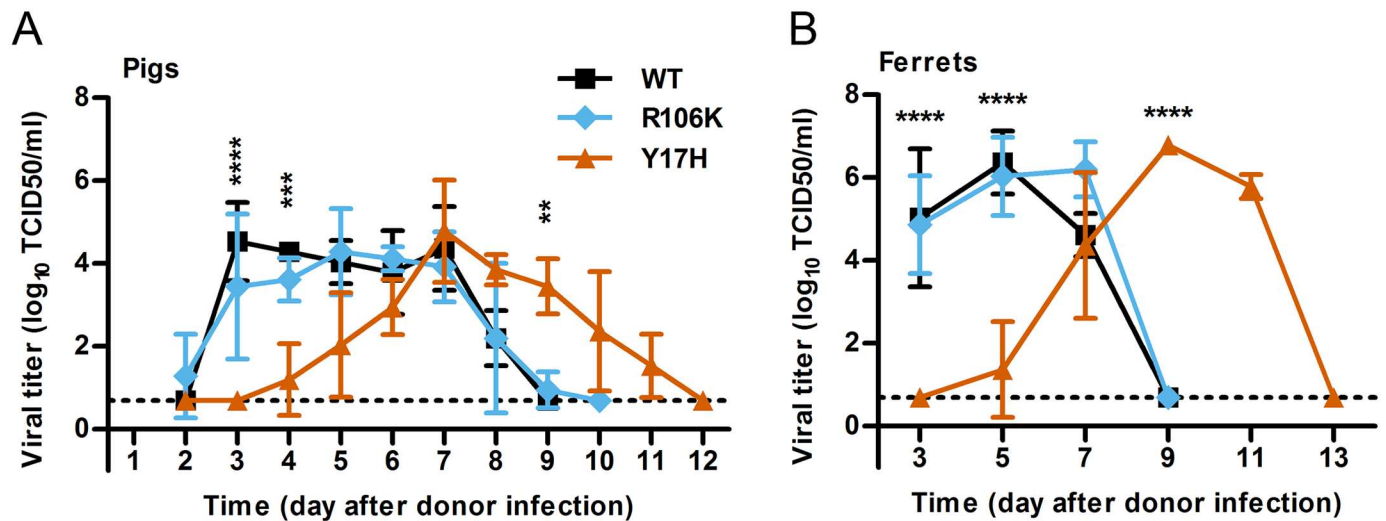 A
Pigs
WT
R106K
Y17H
****
***
**
8
6
4
2
0
Viral titer (log₁₀ TCID50/ml)
1 2 3 4 5 6 7 8 9 10 11 12
Time (day after donor infection)
B
Ferrets
**** **** ****
8
6
4
2
0
Viral titer (log₁₀ TCID50/ml)
3 5 7 9 11 13
Time (day after donor infection)